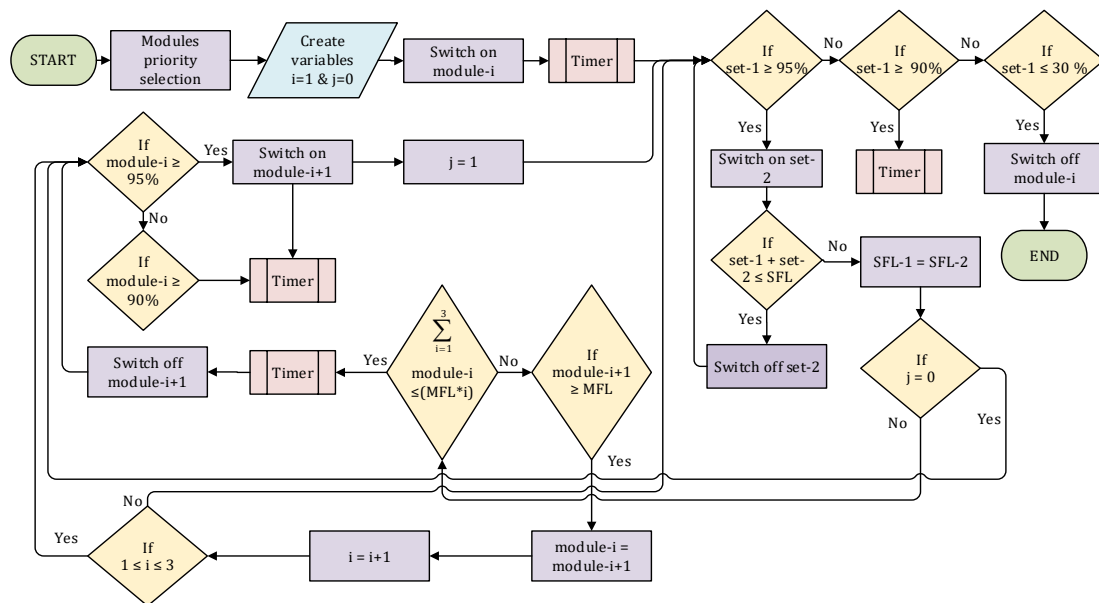 START
Modules
priority
selection
Create
variables
i=1 & j=0
Switch on
module-i
Timer
If
set-1 ≥ 95%
No
If
set-1 ≥ 90%
No
If
set-1 ≤ 30 %
Yes
Yes
Yes
If
module-i ≥
95%
Yes
Switch on
module-i+1
j = 1
Switch on set-
2
Timer
Switch off
module-i
No
If
module-i ≥
90%
Timer
If
set-1 + set-
2 ≤ SFL
No
SFL-1 = SFL-2
END
Yes
Switch off
module-i+1
Timer
Yes
3
∑
i=1
module-i
≤(MFL*i)
No
If
module-i+1
≥ MFL
Switch off set-2
If
j = 0
No
Yes
Yes
No
Yes
If
1 ≤ i ≤ 3
i = i+1
module-i =
module-i+1